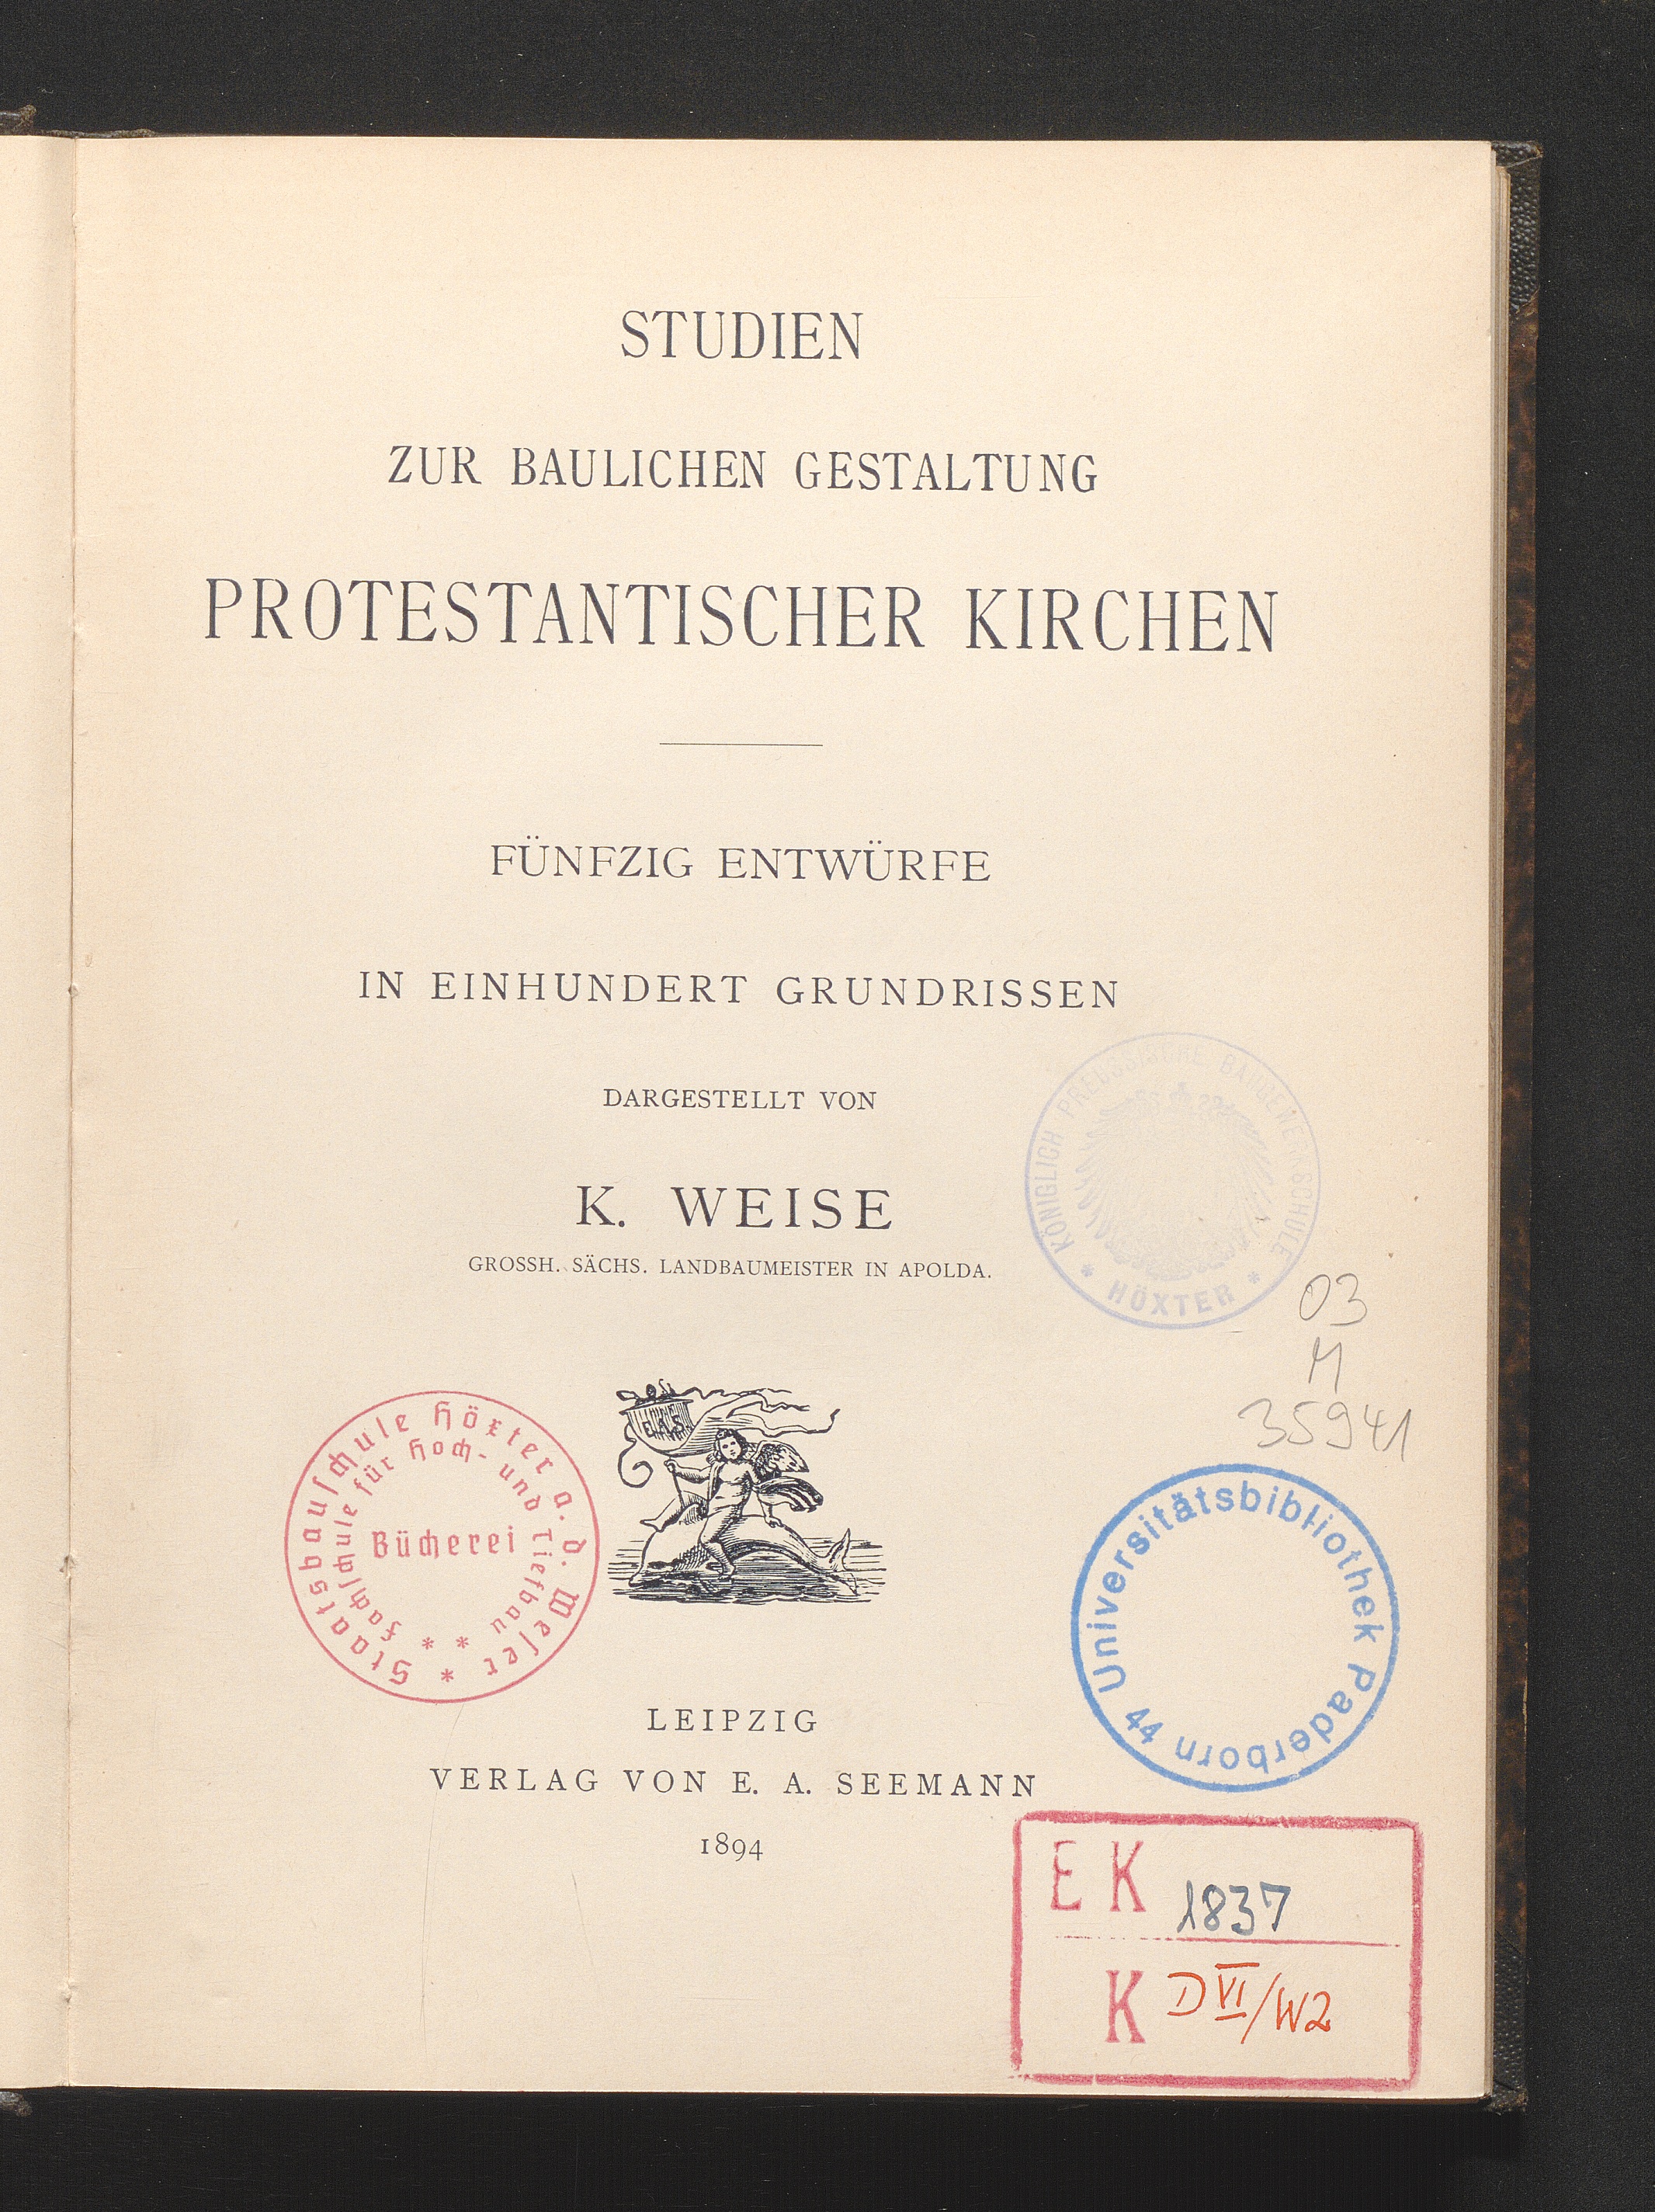 STUDIEN
ZUR BAULICHEN GESTALTUNG
PROTESTANTISCHER KIRCHEN
FÜNFZIG ENTWÜRFE
IN EINHUNDERT GRUNDRISSEN
DARGESTELLT VON
K. WEISE
GROSSH. SÄCHS. LANDBAUMEISTER IN APOLDA.
KÖNIGLICH PREUSSISCHE BAUGEWERKSCHULE
* HÖXTER *
03
M
35941
E.A.S.
Staatsbauſchule Höxter a. d. Weſer *
Fachſchule für Hoch- und Tiefbau * *
Bücherei
Universitätsbibliothek Paderborn
44
LEIPZIG
VERLAG VON E. A. SEEMANN
1894
EK 1837
K D VI/W2